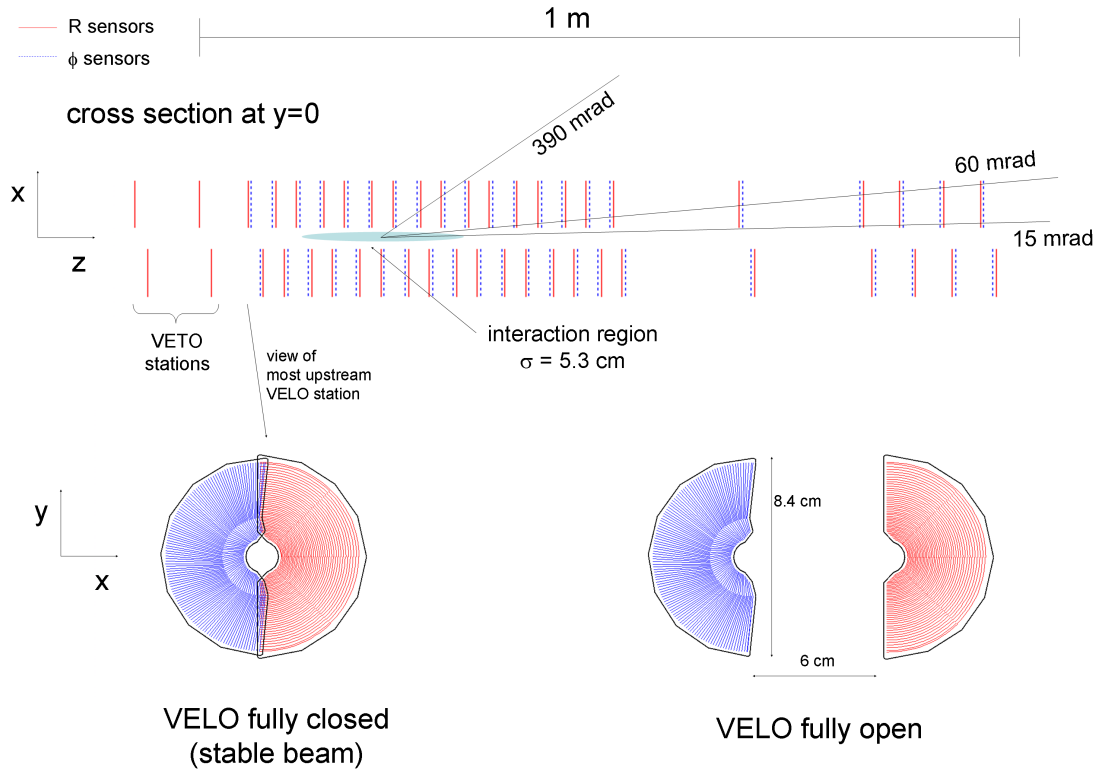 R sensors
ϕ sensors
1 m
cross section at y=0
390 mrad
60 mrad
15 mrad
x
z
VETO
stations
interaction region
σ = 5.3 cm
view of
most upstream
VELO station
y
x
8.4 cm
6 cm
VELO fully closed
(stable beam)
VELO fully open